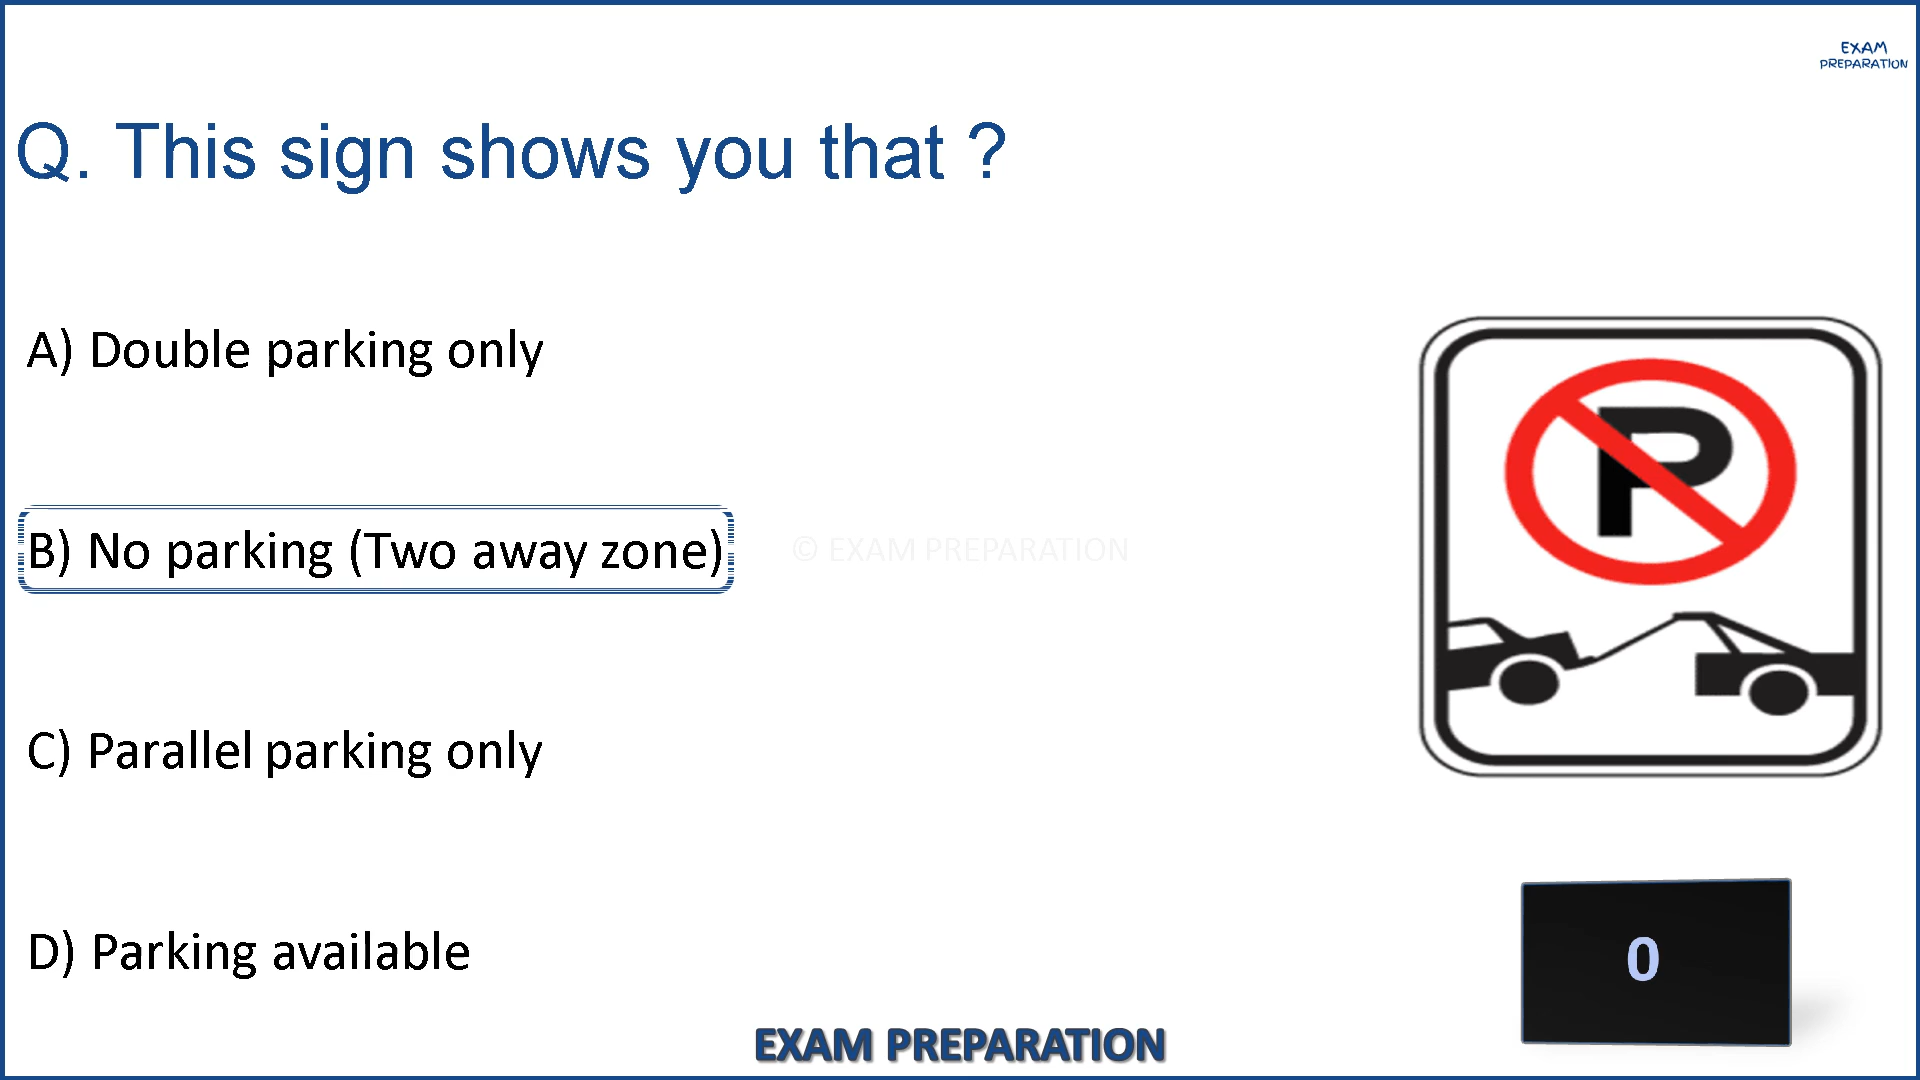 EXAM
PREPARATION
Q. This sign shows you that ?
A) Double parking only
B) No parking (Two away zone)
© EXAM PREPARATION
C) Parallel parking only
D) Parking available
P
0
EXAM PREPARATION